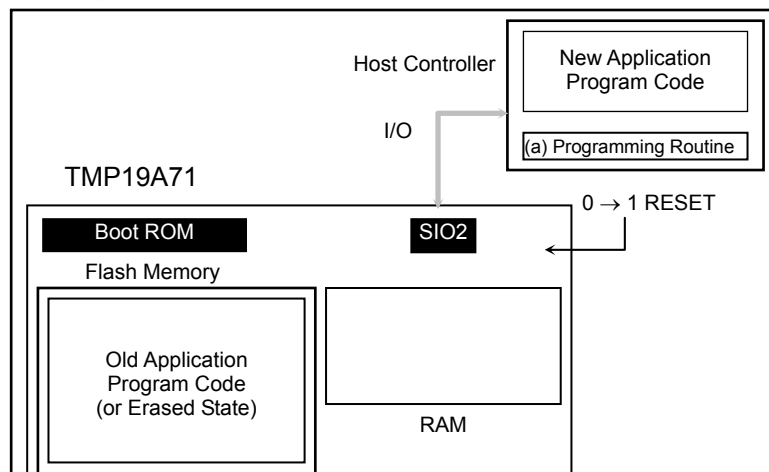 New Application
Program Code
Host Controller
I/O
(a) Programming Routine
TMP19A71
0 → 1 RESET
Boot ROM
SIO2
Flash Memory
Old Application
Program Code
(or Erased State)
RAM